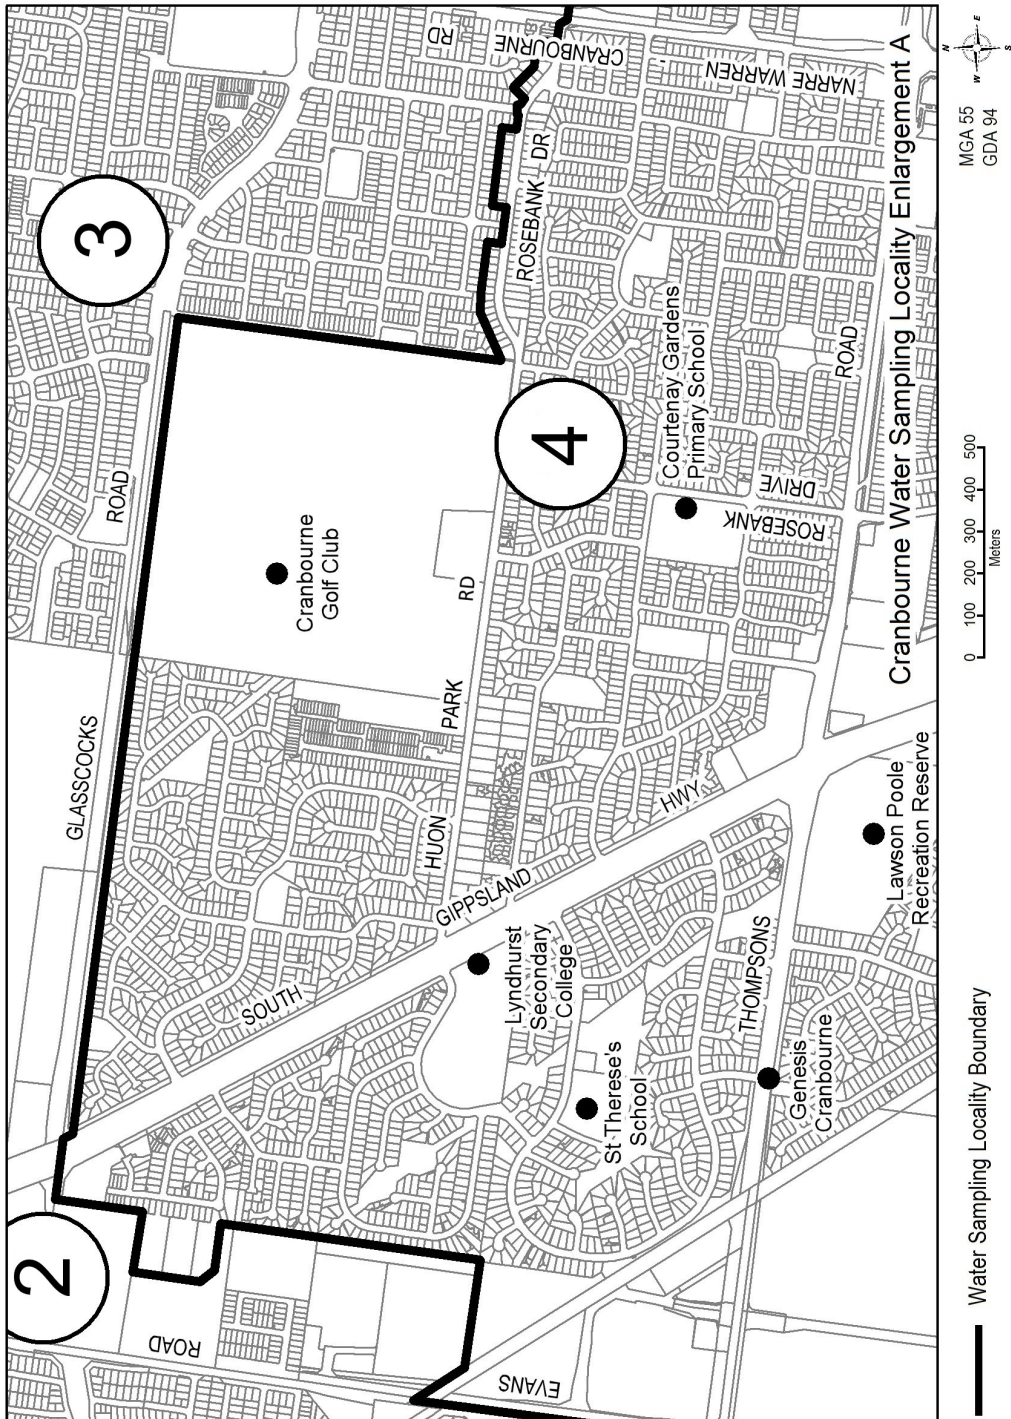 2
3
4
GLASSCOCKS
ROAD
CRANBOURNE
RD
NARRE WARREN
CRANBOURNE
Cranbourne
Golf Club
ROSEBANK DR
HUON
PARK
RD
SOUTH
GIPPSLAND
HWY
Courtenay Gardens
Primary School
ROSEBANK
DRIVE
ROAD
Lyndhurst
Secondary
College
St Therese's
School
THOMPSONS
Genesis
Cranbourne
Lawson Poole
Recreation Reserve
EVANS
ROAD
Cranbourne Water Sampling Locality Enlargement A
Water Sampling Locality Boundary
0 100 200 300 400 500
Meters
MGA 55
GDA 94
N
E
S
W